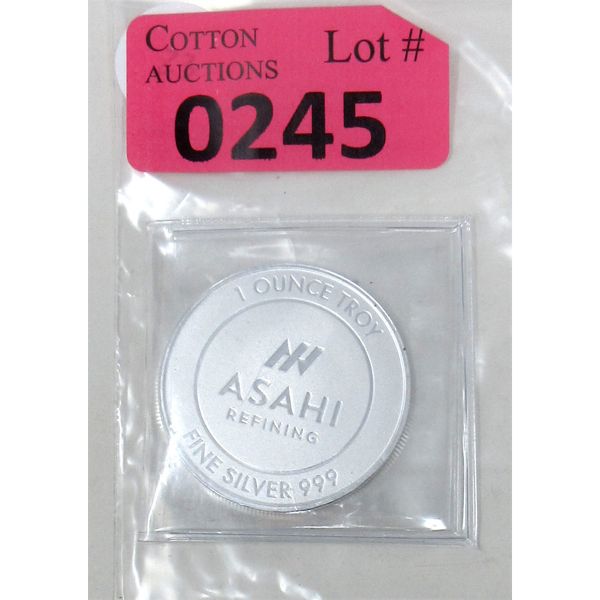 COTTON
AUCTIONS
Lot #
0245
1 OUNCE TROY
ASAHI
REFINING
FINE SILVER 999